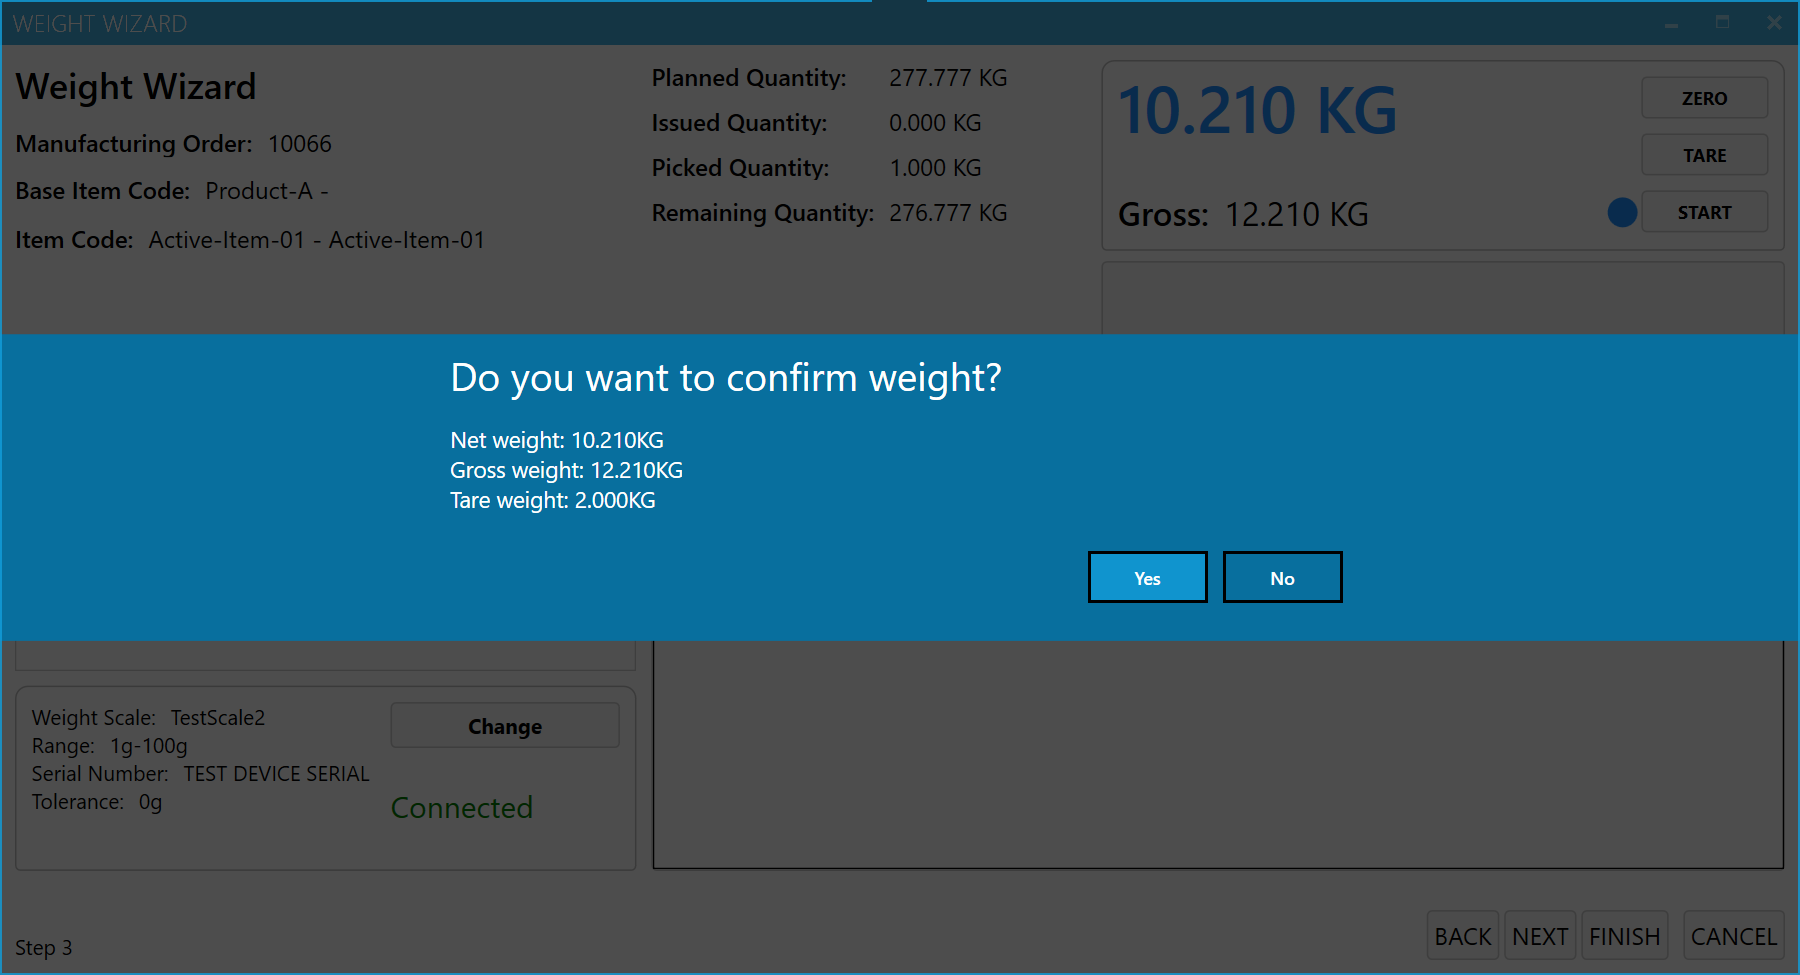 WEIGHT WIZARD
Weight Wizard
Manufacturing Order: 10066
Base Item Code: Product-A -
Item Code: Active-Item-01 - Active-Item-01
Planned Quantity: 277.777 KG
Issued Quantity: 0.000 KG
Picked Quantity: 1.000 KG
Remaining Quantity: 276.777 KG
10.210 KG
Gross: 12.210 KG
ZERO
TARE
START
Do you want to confirm weight?
Net weight: 10.210KG
Gross weight: 12.210KG
Tare weight: 2.000KG
Yes
No
Weight Scale: TestScale2
Range: 1g-100g
Serial Number: TEST DEVICE SERIAL
Tolerance: 0g
Change
Connected
Step 3
BACK
NEXT
FINISH
CANCEL